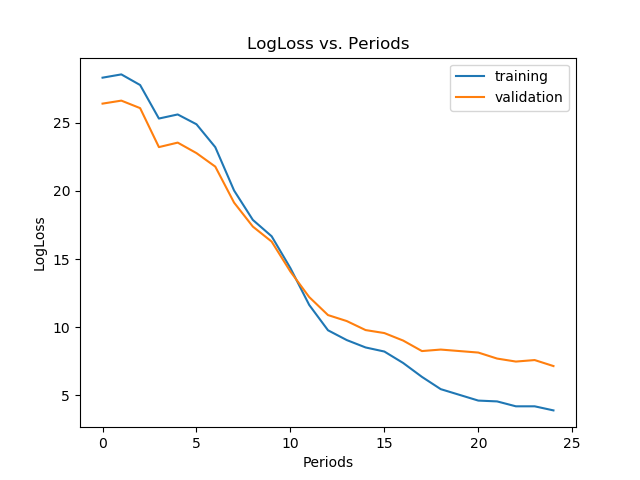 LogLoss vs. Periods
training
validation
25
20
15
10
5
LogLoss
0 5 10 15 20 25
Periods